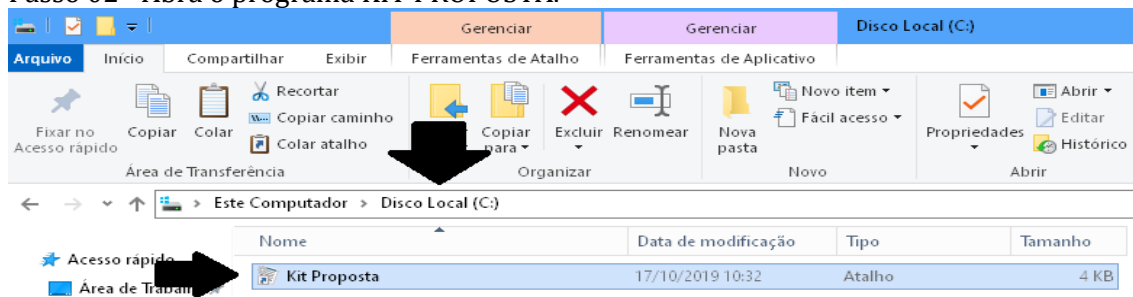 Gerenciar Gerenciar Disco Local (C:)
Arquivo Início Compartilhar Exibir Ferramentas de Atalho Ferramentas de Aplicativo
Recortar Novo item Abrir
Copiar caminho Fácil acesso Editar
Fixar no Acesso rápido Copiar Colar Colar atalho Copiar para Excluir Renomear Nova pasta Propriedades Histórico
Área de Transferência Organizar Novo Abrir
Este Computador > Disco Local (C:)
Nome Data de modificação Tipo Tamanho
Acesso rápido
Kit Proposta 17/10/2019 10:32 Atalho 4 KB
Área de